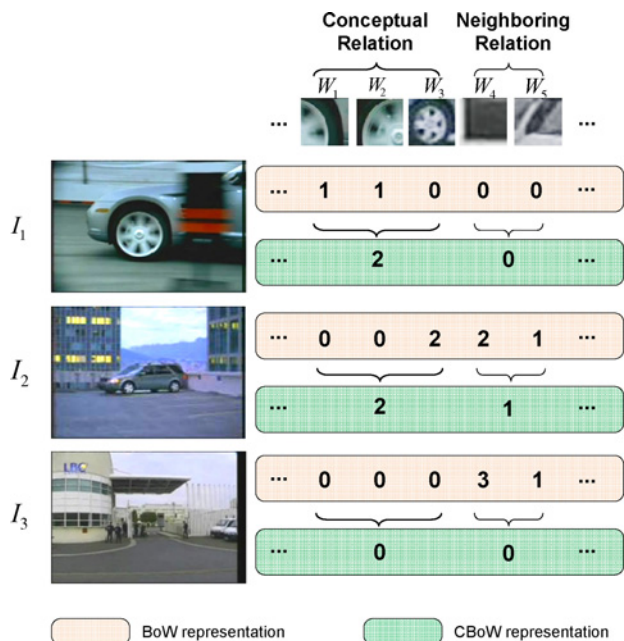 Conceptual Relation
Neighboring Relation
W1 W2 W3 W4 W5
... ...
I1
... 1 1 0 0 0 ...
... 2 0 ...
I2
... 0 0 2 2 1 ...
... 2 1 ...
LBC
I3
... 0 0 0 3 1 ...
... 0 0 ...
BoW representation
CBoW representation